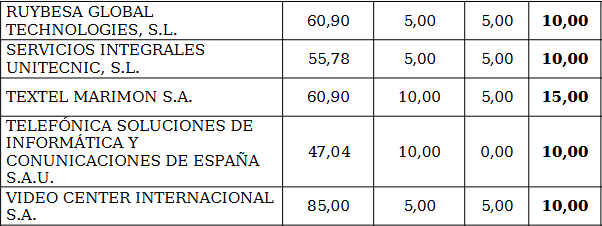 RUYBESA GLOBAL
TECHNOLOGIES, S.L. 60,90 5,00 5,00 10,00
SERVICIOS INTEGRALES
UNITECNIC, S.L. 55,78 5,00 5,00 10,00
TEXTEL MARIMON S.A. 60,90 10,00 5,00 15,00
TELEFÓNICA SOLUCIONES DE
INFORMÁTICA Y
CONUNICACIONES DE ESPAÑA
S.A.U. 47,04 10,00 0,00 10,00
VIDEO CENTER INTERNACIONAL
S.A. 85,00 5,00 5,00 10,00